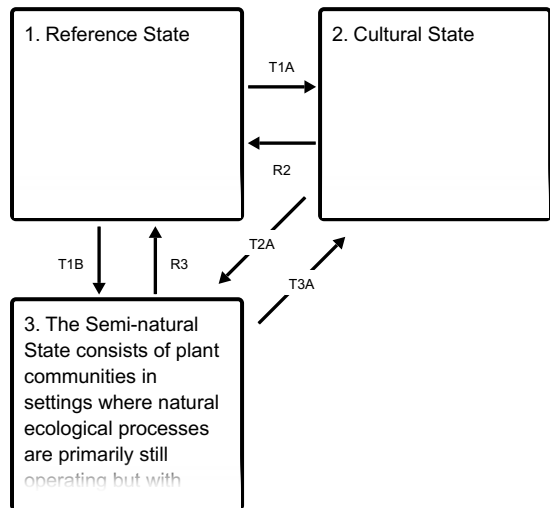 1. Reference State
2. Cultural State
T1A
R2
T2A
T1B
R3
T3A
3. The Semi-natural
State consists of plant
communities in
settings where natural
ecological processes
are primarily still
operating but with